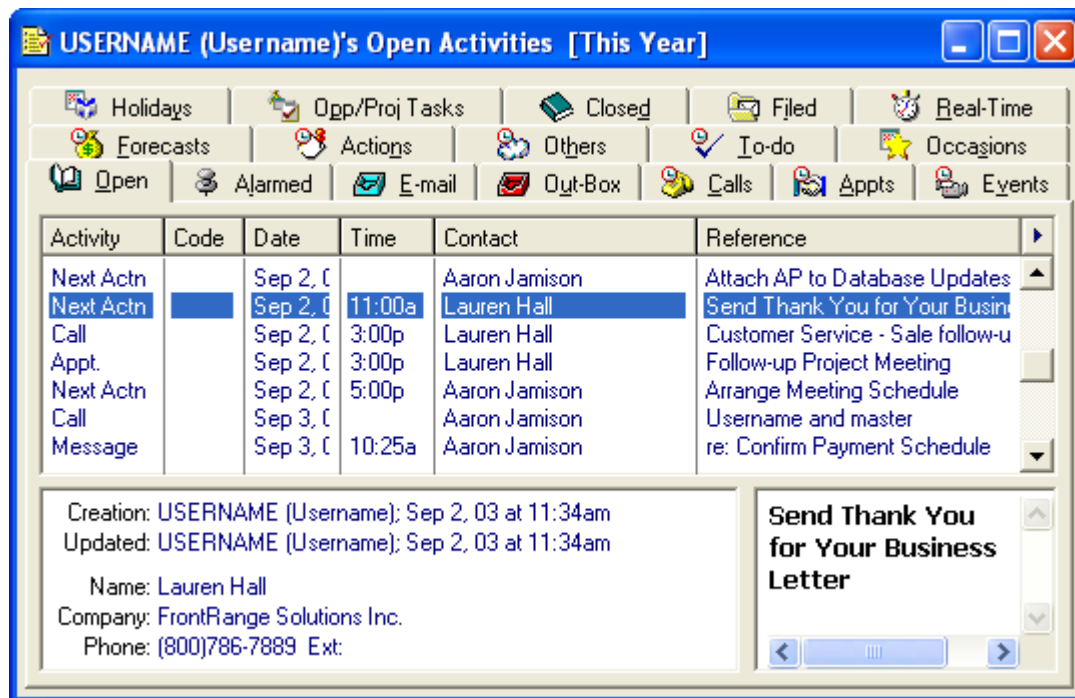 USERNAME (Username)'s Open Activities [This Year]
Holidays Opp/Proj Tasks Closed Filed Real-Time
Forecasts Actions Others To-do Occasions
Open Alarmed E-mail Out-Box Calls Appts Events
Activity Code Date Time Contact Reference
Next Actn Sep 2, 0 Aaron Jamison Attach AP to Database Updates
Next Actn Sep 2, 0 11:00a Lauren Hall Send Thank You for Your Busin
Call Sep 2, 0 3:00p Lauren Hall Customer Service - Sale follow-u
Appt. Sep 2, 0 3:00p Lauren Hall Follow-up Project Meeting
Next Actn Sep 2, 0 5:00p Aaron Jamison Arrange Meeting Schedule
Call Sep 3, 0 Aaron Jamison Username and master
Message Sep 3, 0 10:25a Aaron Jamison re: Confirm Payment Schedule
Creation: USERNAME (Username); Sep 2, 03 at 11:34am
Updated: USERNAME (Username); Sep 2, 03 at 11:34am
Name: Lauren Hall
Company: FrontRange Solutions Inc.
Phone: (800)786-7889 Ext:
Send Thank You
for Your Business
Letter